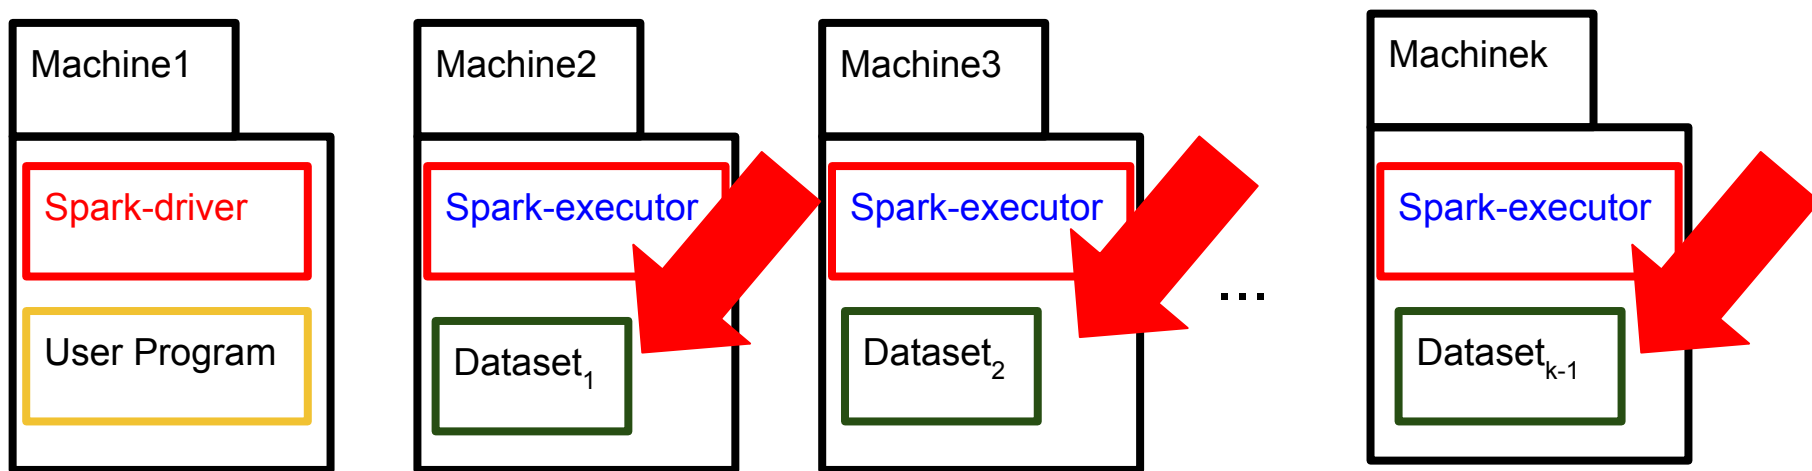 Machine1
Spark-driver
User Program
Machine2
Spark-executor
Dataset₁
Machine3
Spark-executor
Dataset₂
...
Machinek
Spark-executor
Datasetₖ₋₁